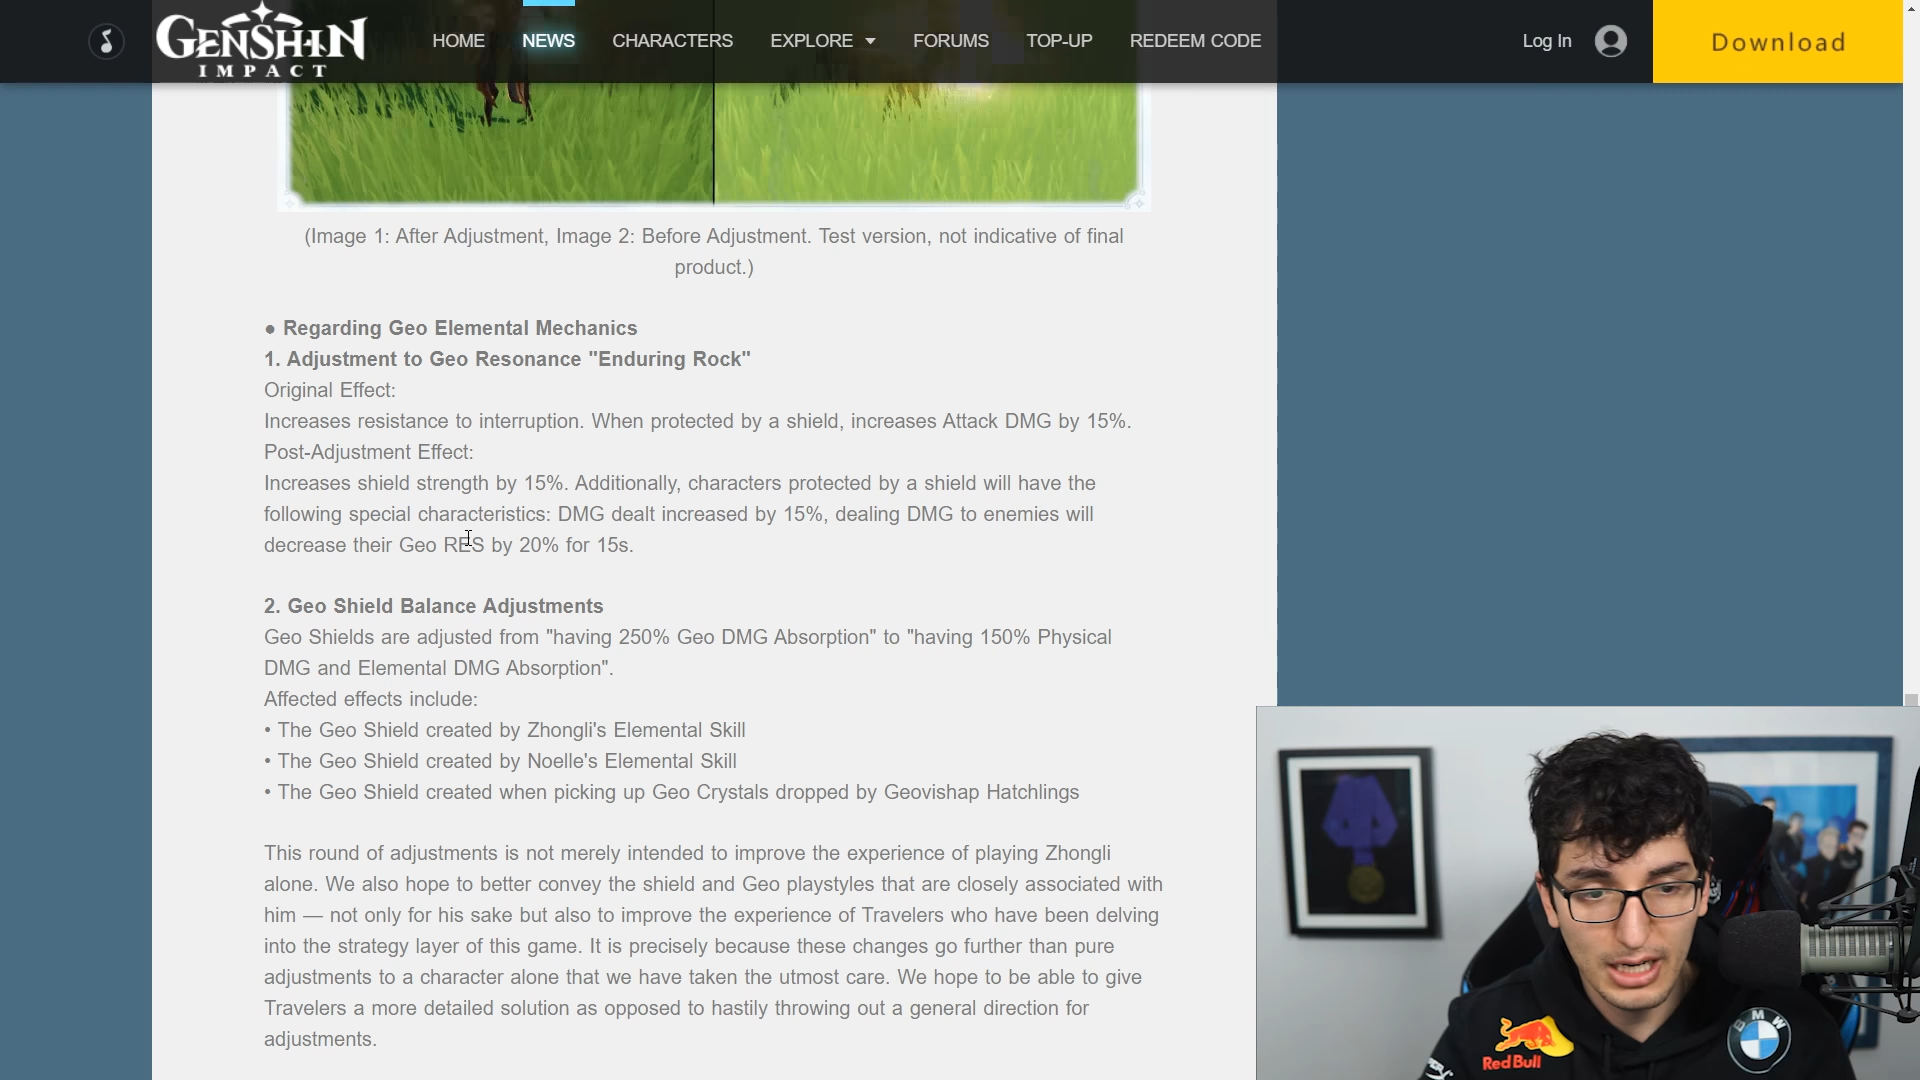 GENSHIN
IMPACT
HOME
NEWS
CHARACTERS
EXPLORE
FORUMS
TOP-UP
REDEEM CODE
Log In
Download
(Image 1: After Adjustment, Image 2: Before Adjustment. Test version, not indicative of final
product.)
● Regarding Geo Elemental Mechanics
1. Adjustment to Geo Resonance "Enduring Rock"
Original Effect:
Increases resistance to interruption. When protected by a shield, increases Attack DMG by 15%.
Post-Adjustment Effect:
Increases shield strength by 15%. Additionally, characters protected by a shield will have the
following special characteristics: DMG dealt increased by 15%, dealing DMG to enemies will
decrease their Geo RES by 20% for 15s.
2. Geo Shield Balance Adjustments
Geo Shields are adjusted from "having 250% Geo DMG Absorption" to "having 150% Physical
DMG and Elemental DMG Absorption".
Affected effects include:
• The Geo Shield created by Zhongli's Elemental Skill
• The Geo Shield created by Noelle's Elemental Skill
• The Geo Shield created when picking up Geo Crystals dropped by Geovishap Hatchlings
This round of adjustments is not merely intended to improve the experience of playing Zhongli
alone. We also hope to better convey the shield and Geo playstyles that are closely associated with
him — not only for his sake but also to improve the experience of Travelers who have been delving
into the strategy layer of this game. It is precisely because these changes go further than pure
adjustments to a character alone that we have taken the utmost care. We hope to be able to give
Travelers a more detailed solution as opposed to hastily throwing out a general direction for
adjustments.
Red Bull
BMW